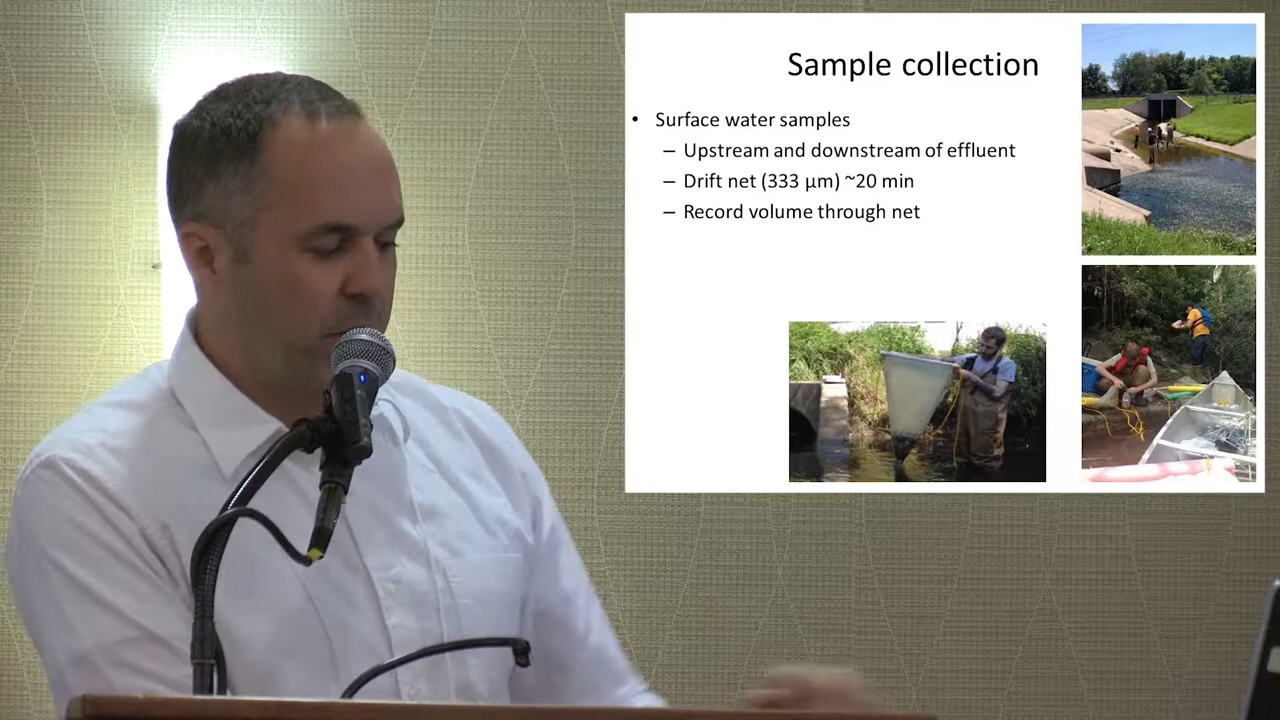 Sample collection
• Surface water samples
– Upstream and downstream of effluent
– Drift net (333 µm) ~20 min
– Record volume through net